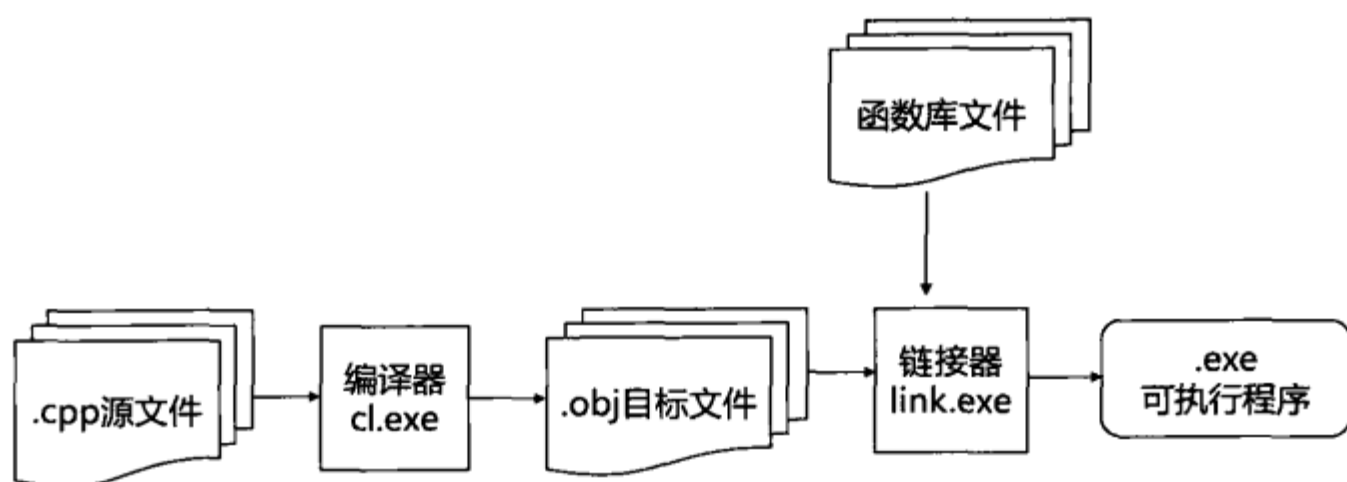 函数库文件
.cpp源文件
编译器
cl.exe
.obj目标文件
链接器
link.exe
.exe
可执行程序